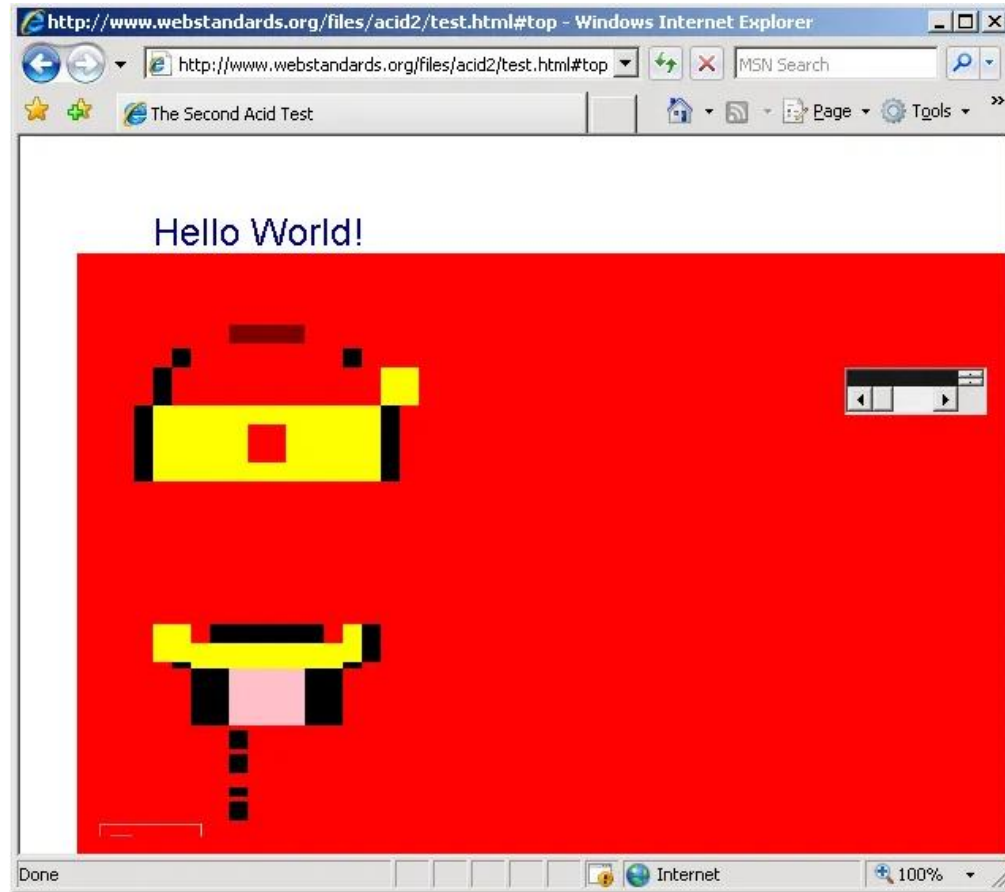 http://www.webstandards.org/files/acid2/test.html#top - Windows Internet Explorer
http://www.webstandards.org/files/acid2/test.html#top MSN Search
The Second Acid Test Page Tools »
Hello World!
Done Internet 100%